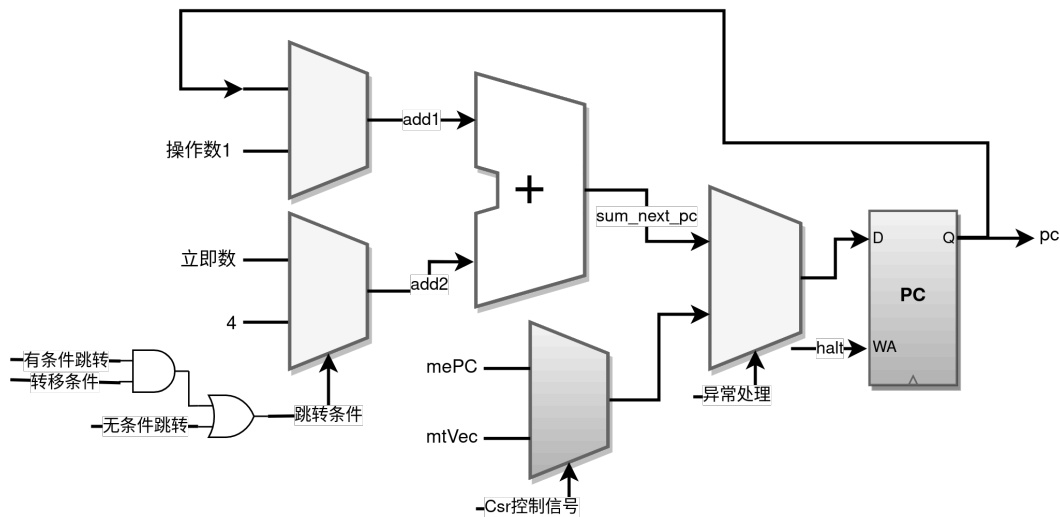 操作数1
add1
+
sum_next_pc
立即数
add2
4
D
Q
pc
PC
halt
WA
有条件跳转
转移条件
无条件跳转
跳转条件
mePC
mtVec
异常处理
Csr控制信号